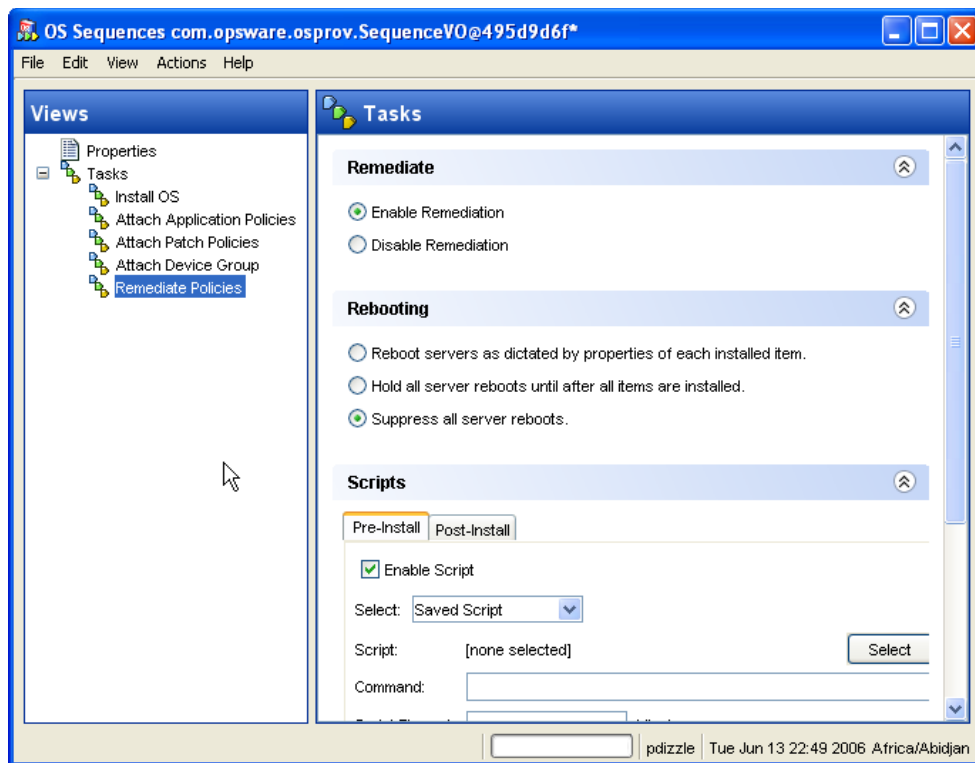 OS Sequences com.opsware.osprov.SequenceVO@495d9d6f*
File Edit View Actions Help
Views
Properties
Tasks
Install OS
Attach Application Policies
Attach Patch Policies
Attach Device Group
Remediate Policies
Tasks
Remediate
Enable Remediation
Disable Remediation
Rebooting
Reboot servers as dictated by properties of each installed item.
Hold all server reboots until after all items are installed.
Suppress all server reboots.
Scripts
Pre-Install Post-Install
Enable Script
Select: Saved Script
Script: [none selected] Select
Command:
pdizzle Tue Jun 13 22:49 2006 Africa/Abidjan